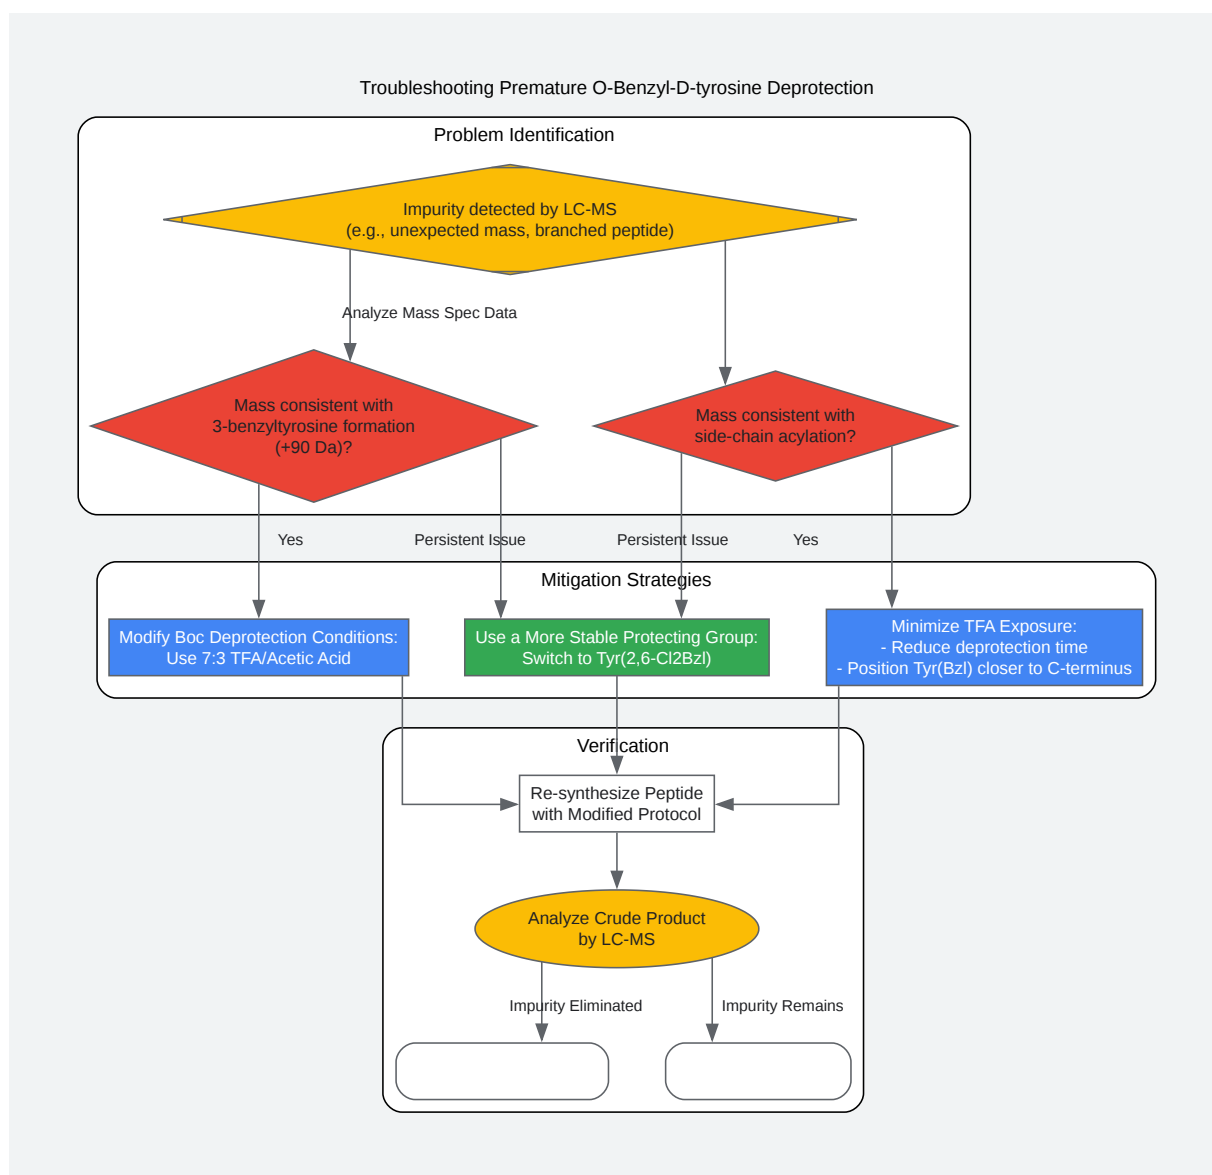 Troubleshooting Premature O-Benzyl-D-tyrosine Deprotection
Problem Identification
Impurity detected by LC-MS
(e.g., unexpected mass, branched peptide)
Analyze Mass Spec Data
Mass consistent with
3-benzyltyrosine formation
(+90 Da)?
Mass consistent with
side-chain acylation?
Yes
Persistent Issue
Persistent Issue
Yes
Mitigation Strategies
Modify Boc Deprotection Conditions:
Use 7:3 TFA/Acetic Acid
Use a More Stable Protecting Group:
Switch to Tyr(2,6-Cl2Bzl)
Minimize TFA Exposure:
- Reduce deprotection time
- Position Tyr(Bzl) closer to C-terminus
Verification
Re-synthesize Peptide
with Modified Protocol
Analyze Crude Product
by LC-MS
Impurity Eliminated
Impurity Remains